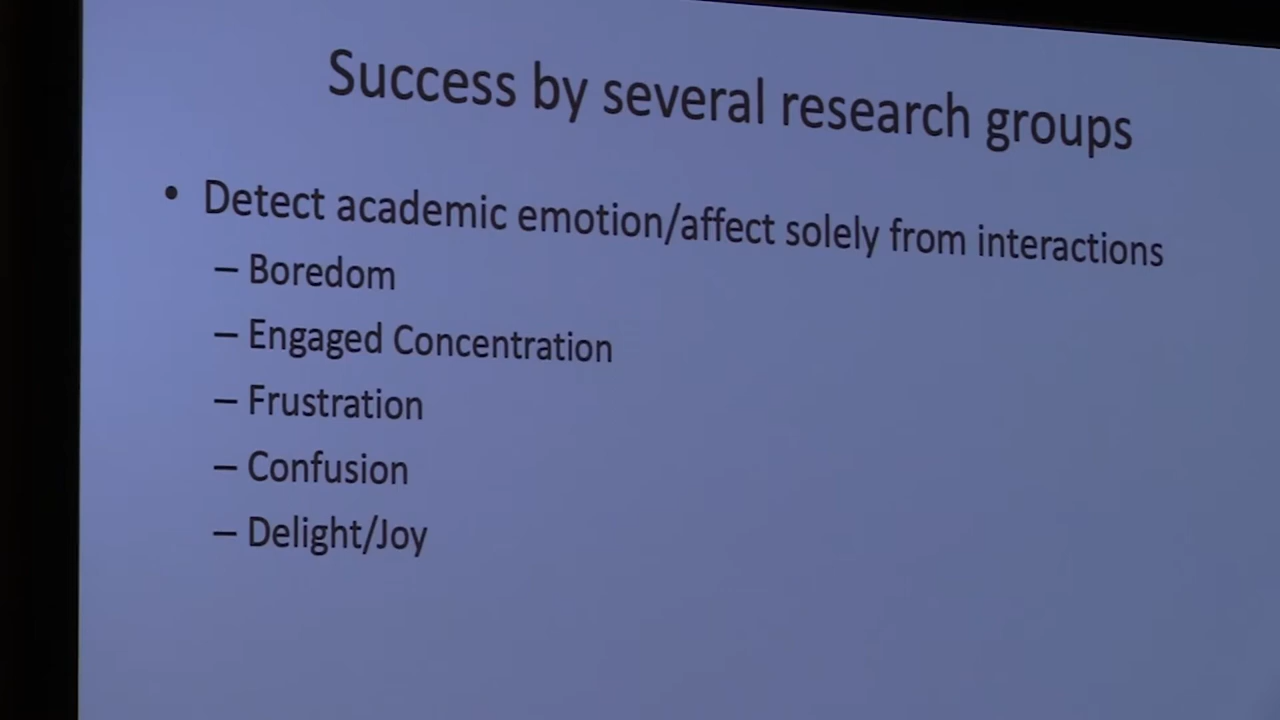 Success by several research groups
• Detect academic emotion/affect solely from interactions
– Boredom
– Engaged Concentration
– Frustration
– Confusion
– Delight/Joy